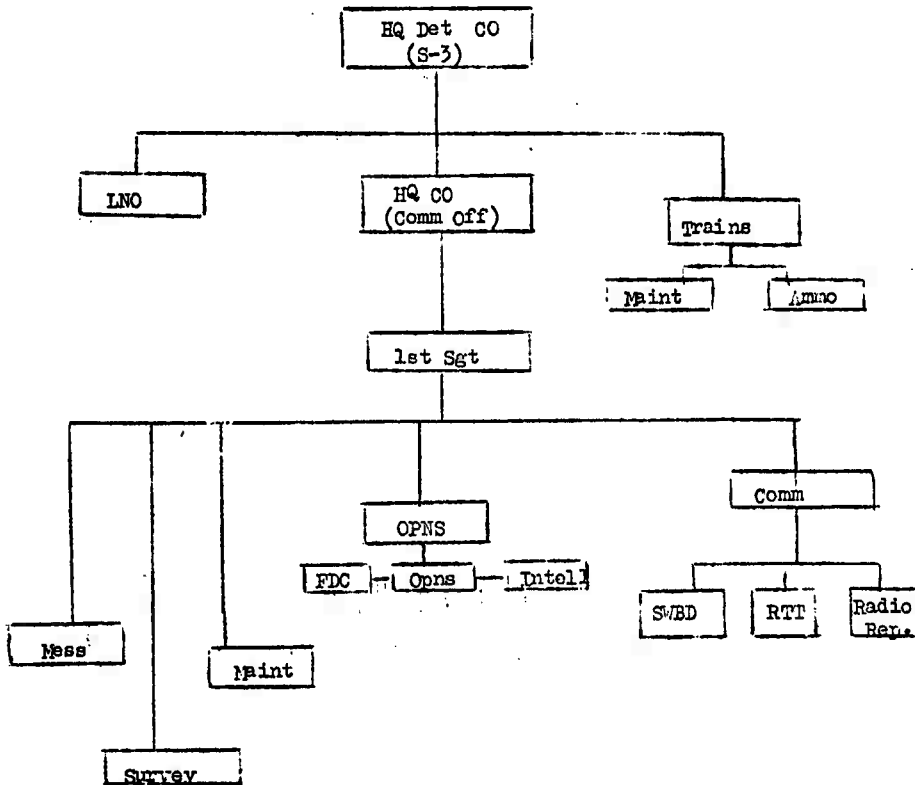 HQ Det CO
(S-3)
LNO
HQ CO
(Comm Off)
Trains
Maint
Ammo
1st Sgt
Comm
OPNS
FDC
Opns
Intell
SWBD
RTT
Radio
Rep.
Mess
Maint
Survey